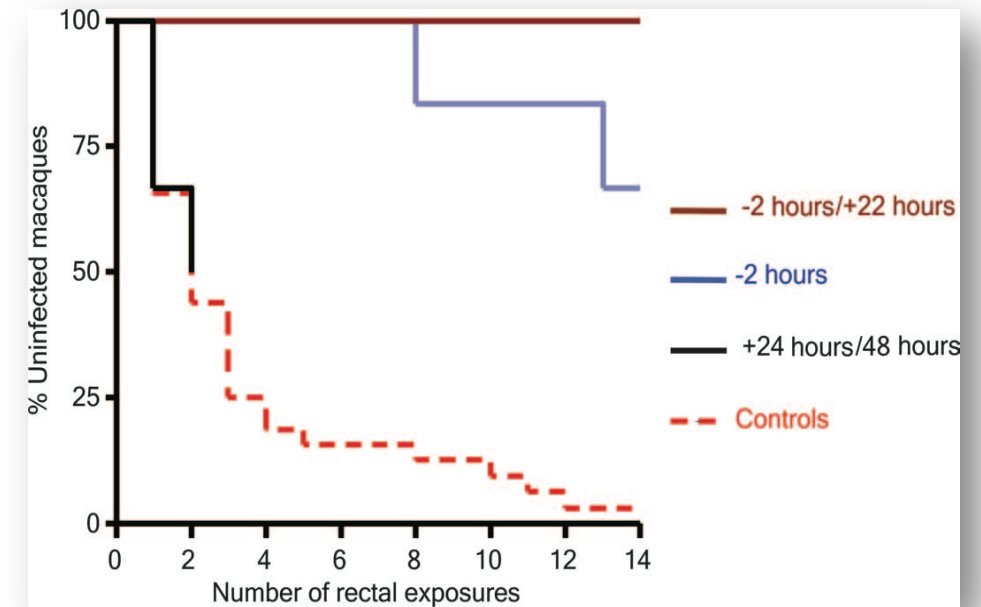 100
75
50
25
0
% Uninfected macaques
0 2 4 6 8 10 12 14
Number of rectal exposures
-2 hours/+22 hours
-2 hours
+24 hours/48 hours
Controls